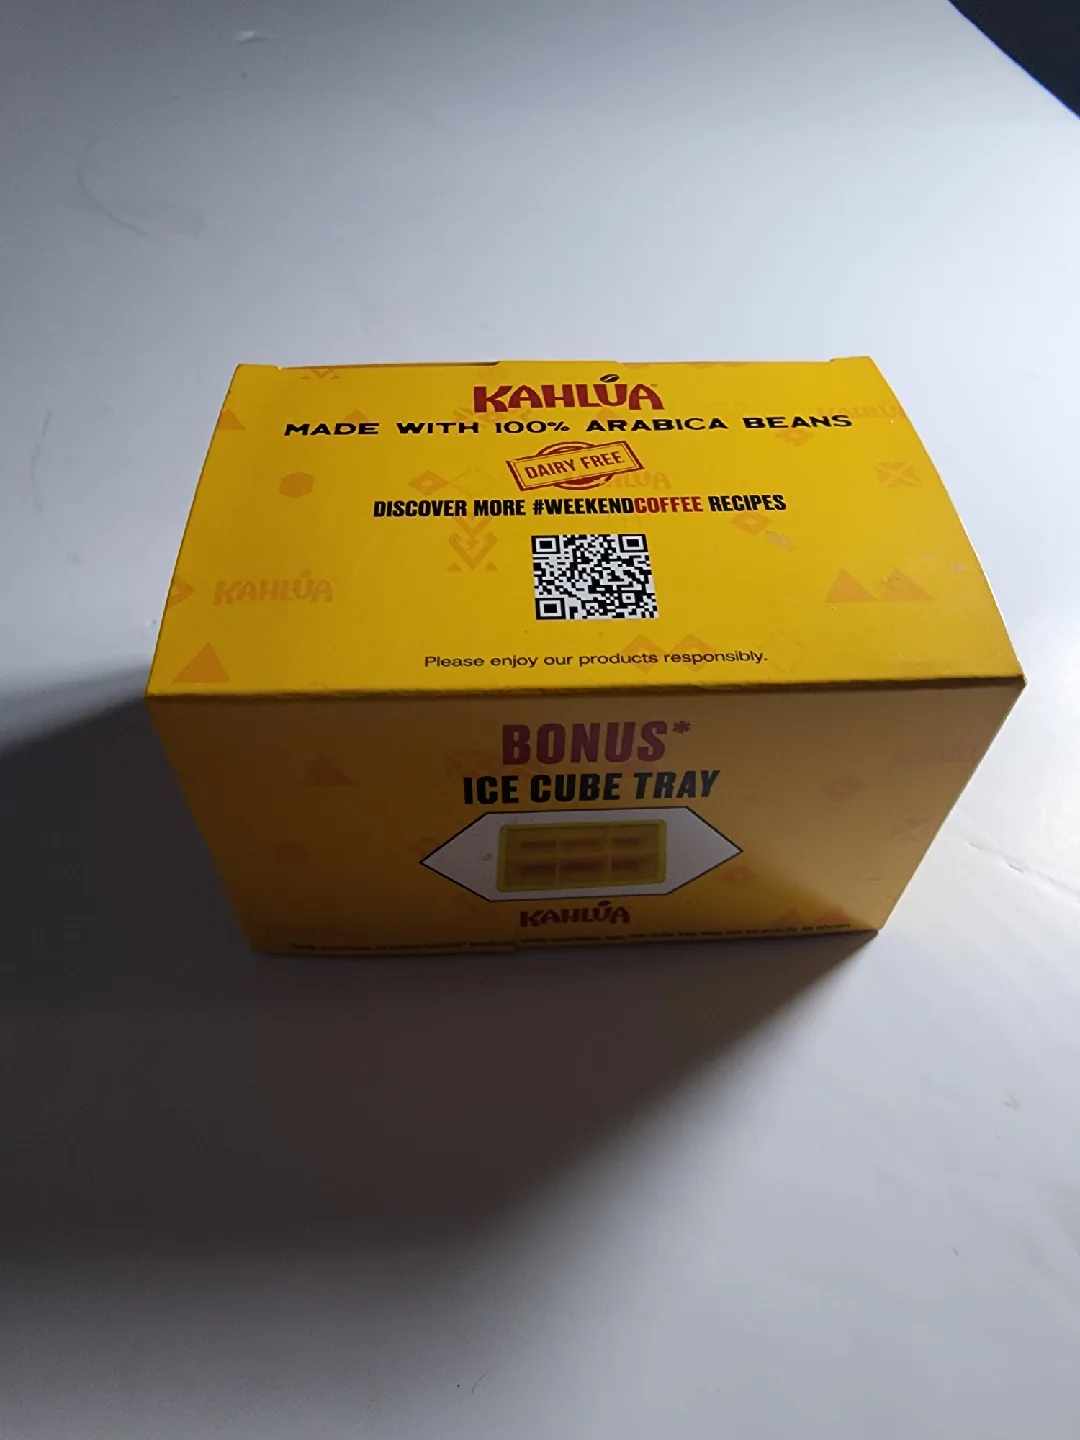 KAHLÚA
MADE WITH 100% ARABICA BEANS
DAIRY FREE
DISCOVER MORE #WEEKENDCOFFEE RECIPES
KAHLÚA
Please enjoy our products responsibly.
BONUS*
ICE CUBE TRAY
KAHLÚA